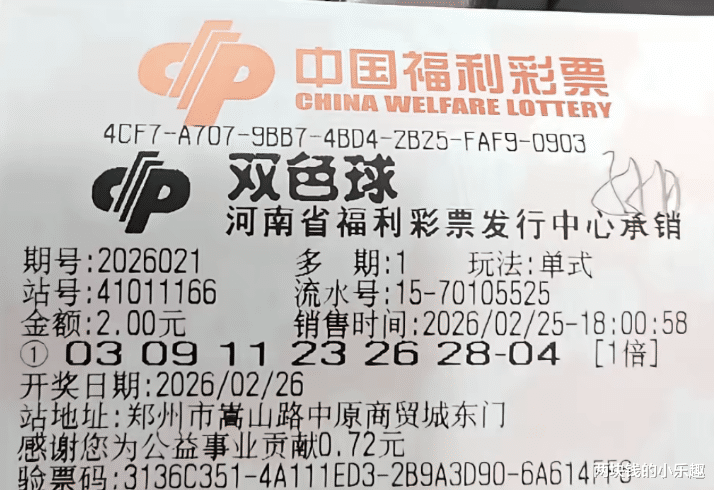 中国福利彩票
CHINA WELFARE LOTTERY
4CF7-A707-9BB7-4BD4-2B25-FAF9-0903
双色球
河南省福利彩票发行中心承销
期号:2026021 多 期:1 玩法:单式
站号:41011166 流水号:15-70105525
金额:2.00元 销售时间:2026/02/25-18:00:58
① 03 09 11 23 26 28-04 [1倍]
开奖日期:2026/02/26
站地址:郑州市嵩山路中原商贸城东门
感谢您为公益事业贡献0.72元
验票码:3136C351-4A111ED3-2B9A3D90-6A614
两块钱的小乐趣